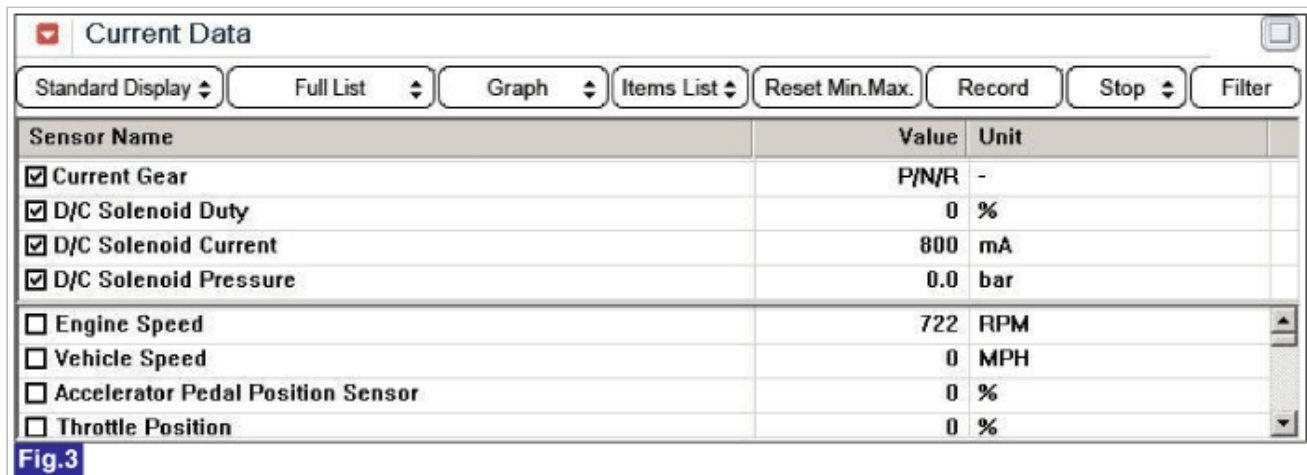 Current Data
Standard Display Full List Graph Items List Reset Min.Max. Record Stop Filter
Sensor Name Value Unit
Current Gear P/N/R -
D/C Solenoid Duty 0 %
D/C Solenoid Current 800 mA
D/C Solenoid Pressure 0.0 bar
Engine Speed 722 RPM
Vehicle Speed 0 MPH
Accelerator Pedal Position Sensor 0 %
Throttle Position 0 %
Fig.3